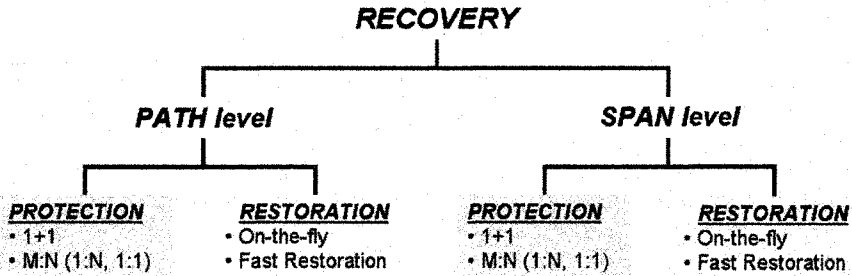 RECOVERY
PATH level
SPAN level
PROTECTION
• 1+1
• M:N (1:N, 1:1)
RESTORATION
• On-the-fly
• Fast Restoration
PROTECTION
• 1+1
• M:N (1:N, 1:1)
RESTORATION
• On-the-fly
• Fast Restoration